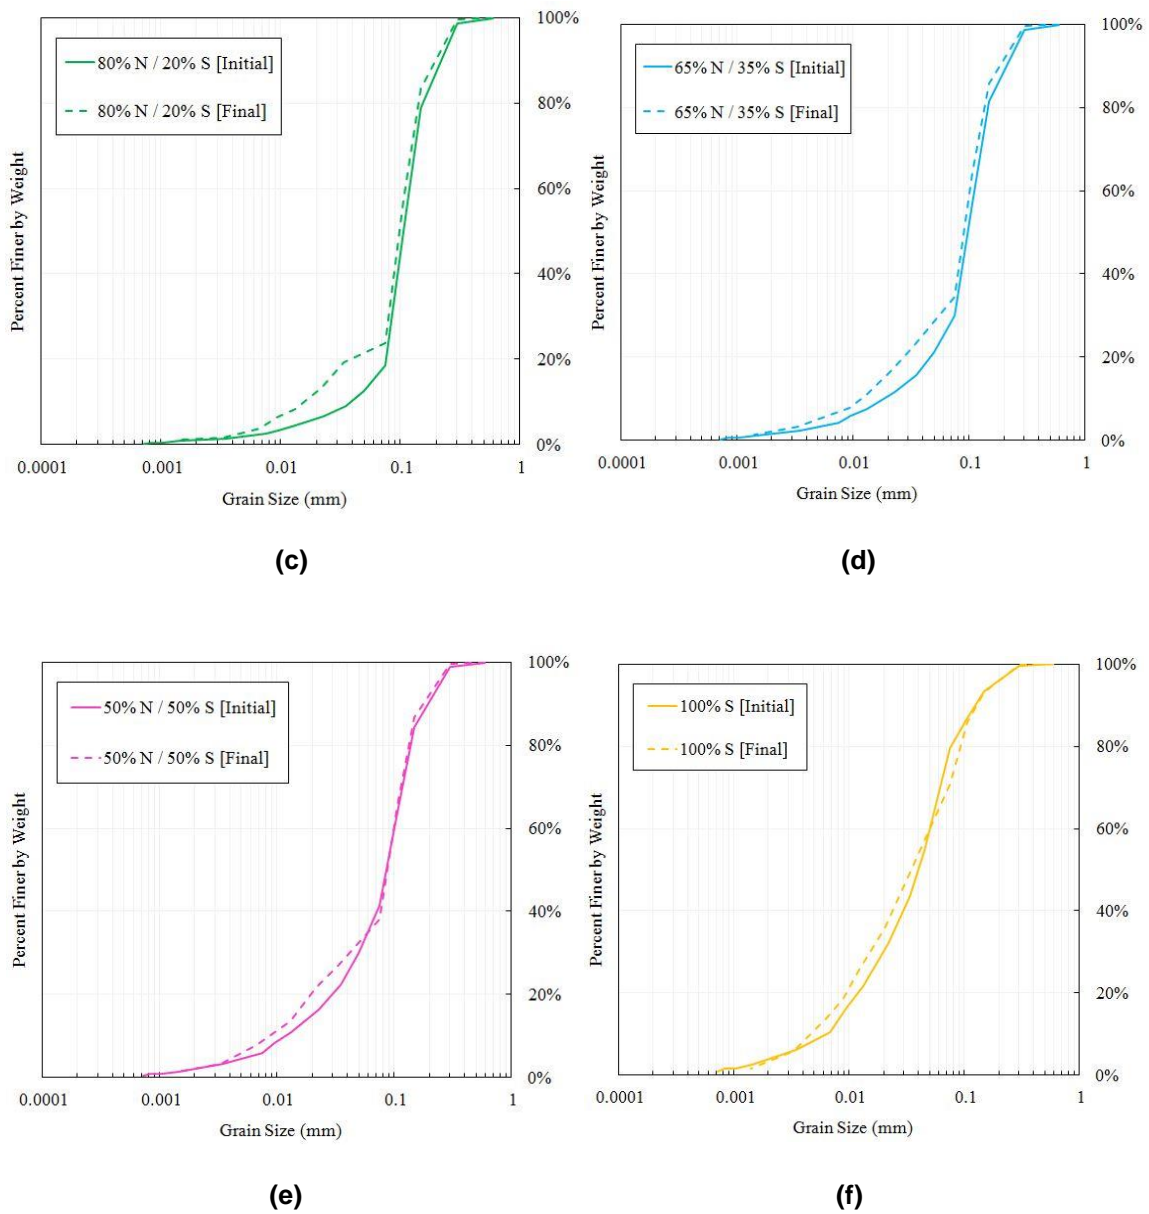 100%
80% N / 20% S [Initial]
80% N / 20% S [Final]
80%
60%
40%
20%
0%
Percent Finer by Weight
0.0001 0.001 0.01 0.1 1
Grain Size (mm)
(c)
100%
65% N / 35% S [Initial]
65% N / 35% S [Final]
80%
60%
40%
20%
0%
Percent Finer by Weight
0.0001 0.001 0.01 0.1 1
Grain Size (mm)
(d)
100%
50% N / 50% S [Initial]
50% N / 50% S [Final]
80%
60%
40%
20%
0%
Percent Finer by Weight
0.0001 0.001 0.01 0.1 1
Grain Size (mm)
(e)
100%
100% S [Initial]
100% S [Final]
80%
60%
40%
20%
0%
Percent Finer by Weight
0.0001 0.001 0.01 0.1 1
Grain Size (mm)
(f)